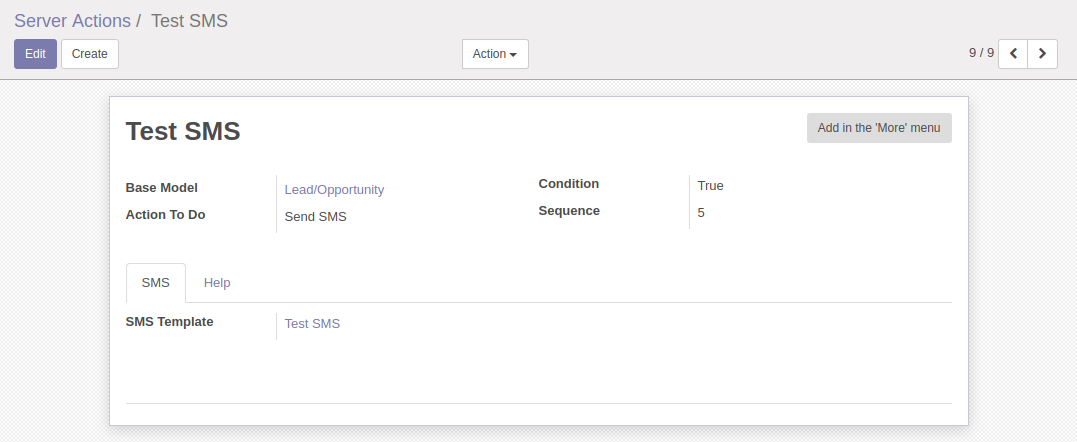 Server Actions / Test SMS
Edit Create Action 9 / 9
Test SMS
Add in the 'More' menu
Base Model Lead/Opportunity
Action To Do Send SMS
Condition True
Sequence 5
SMS Help
SMS Template Test SMS